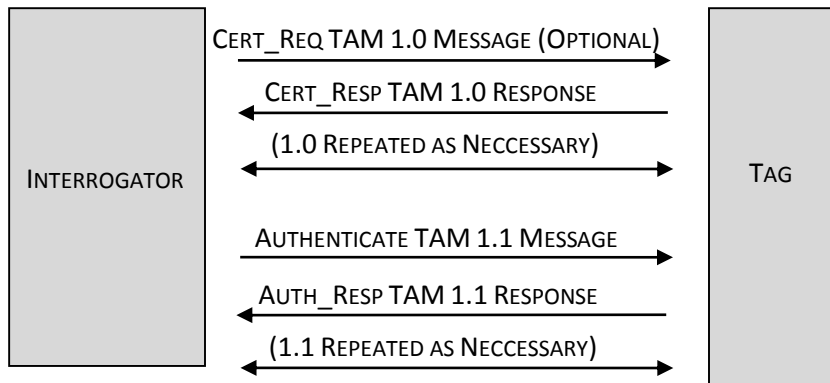 CERT_REQ TAM 1.0 MESSAGE (OPTIONAL)
CERT_RESP TAM 1.0 RESPONSE
(1.0 REPEATED AS NECCESSARY)
INTERROGATOR
TAG
AUTHENTICATE TAM 1.1 MESSAGE
AUTH_RESP TAM 1.1 RESPONSE
(1.1 REPEATED AS NECCESSARY)